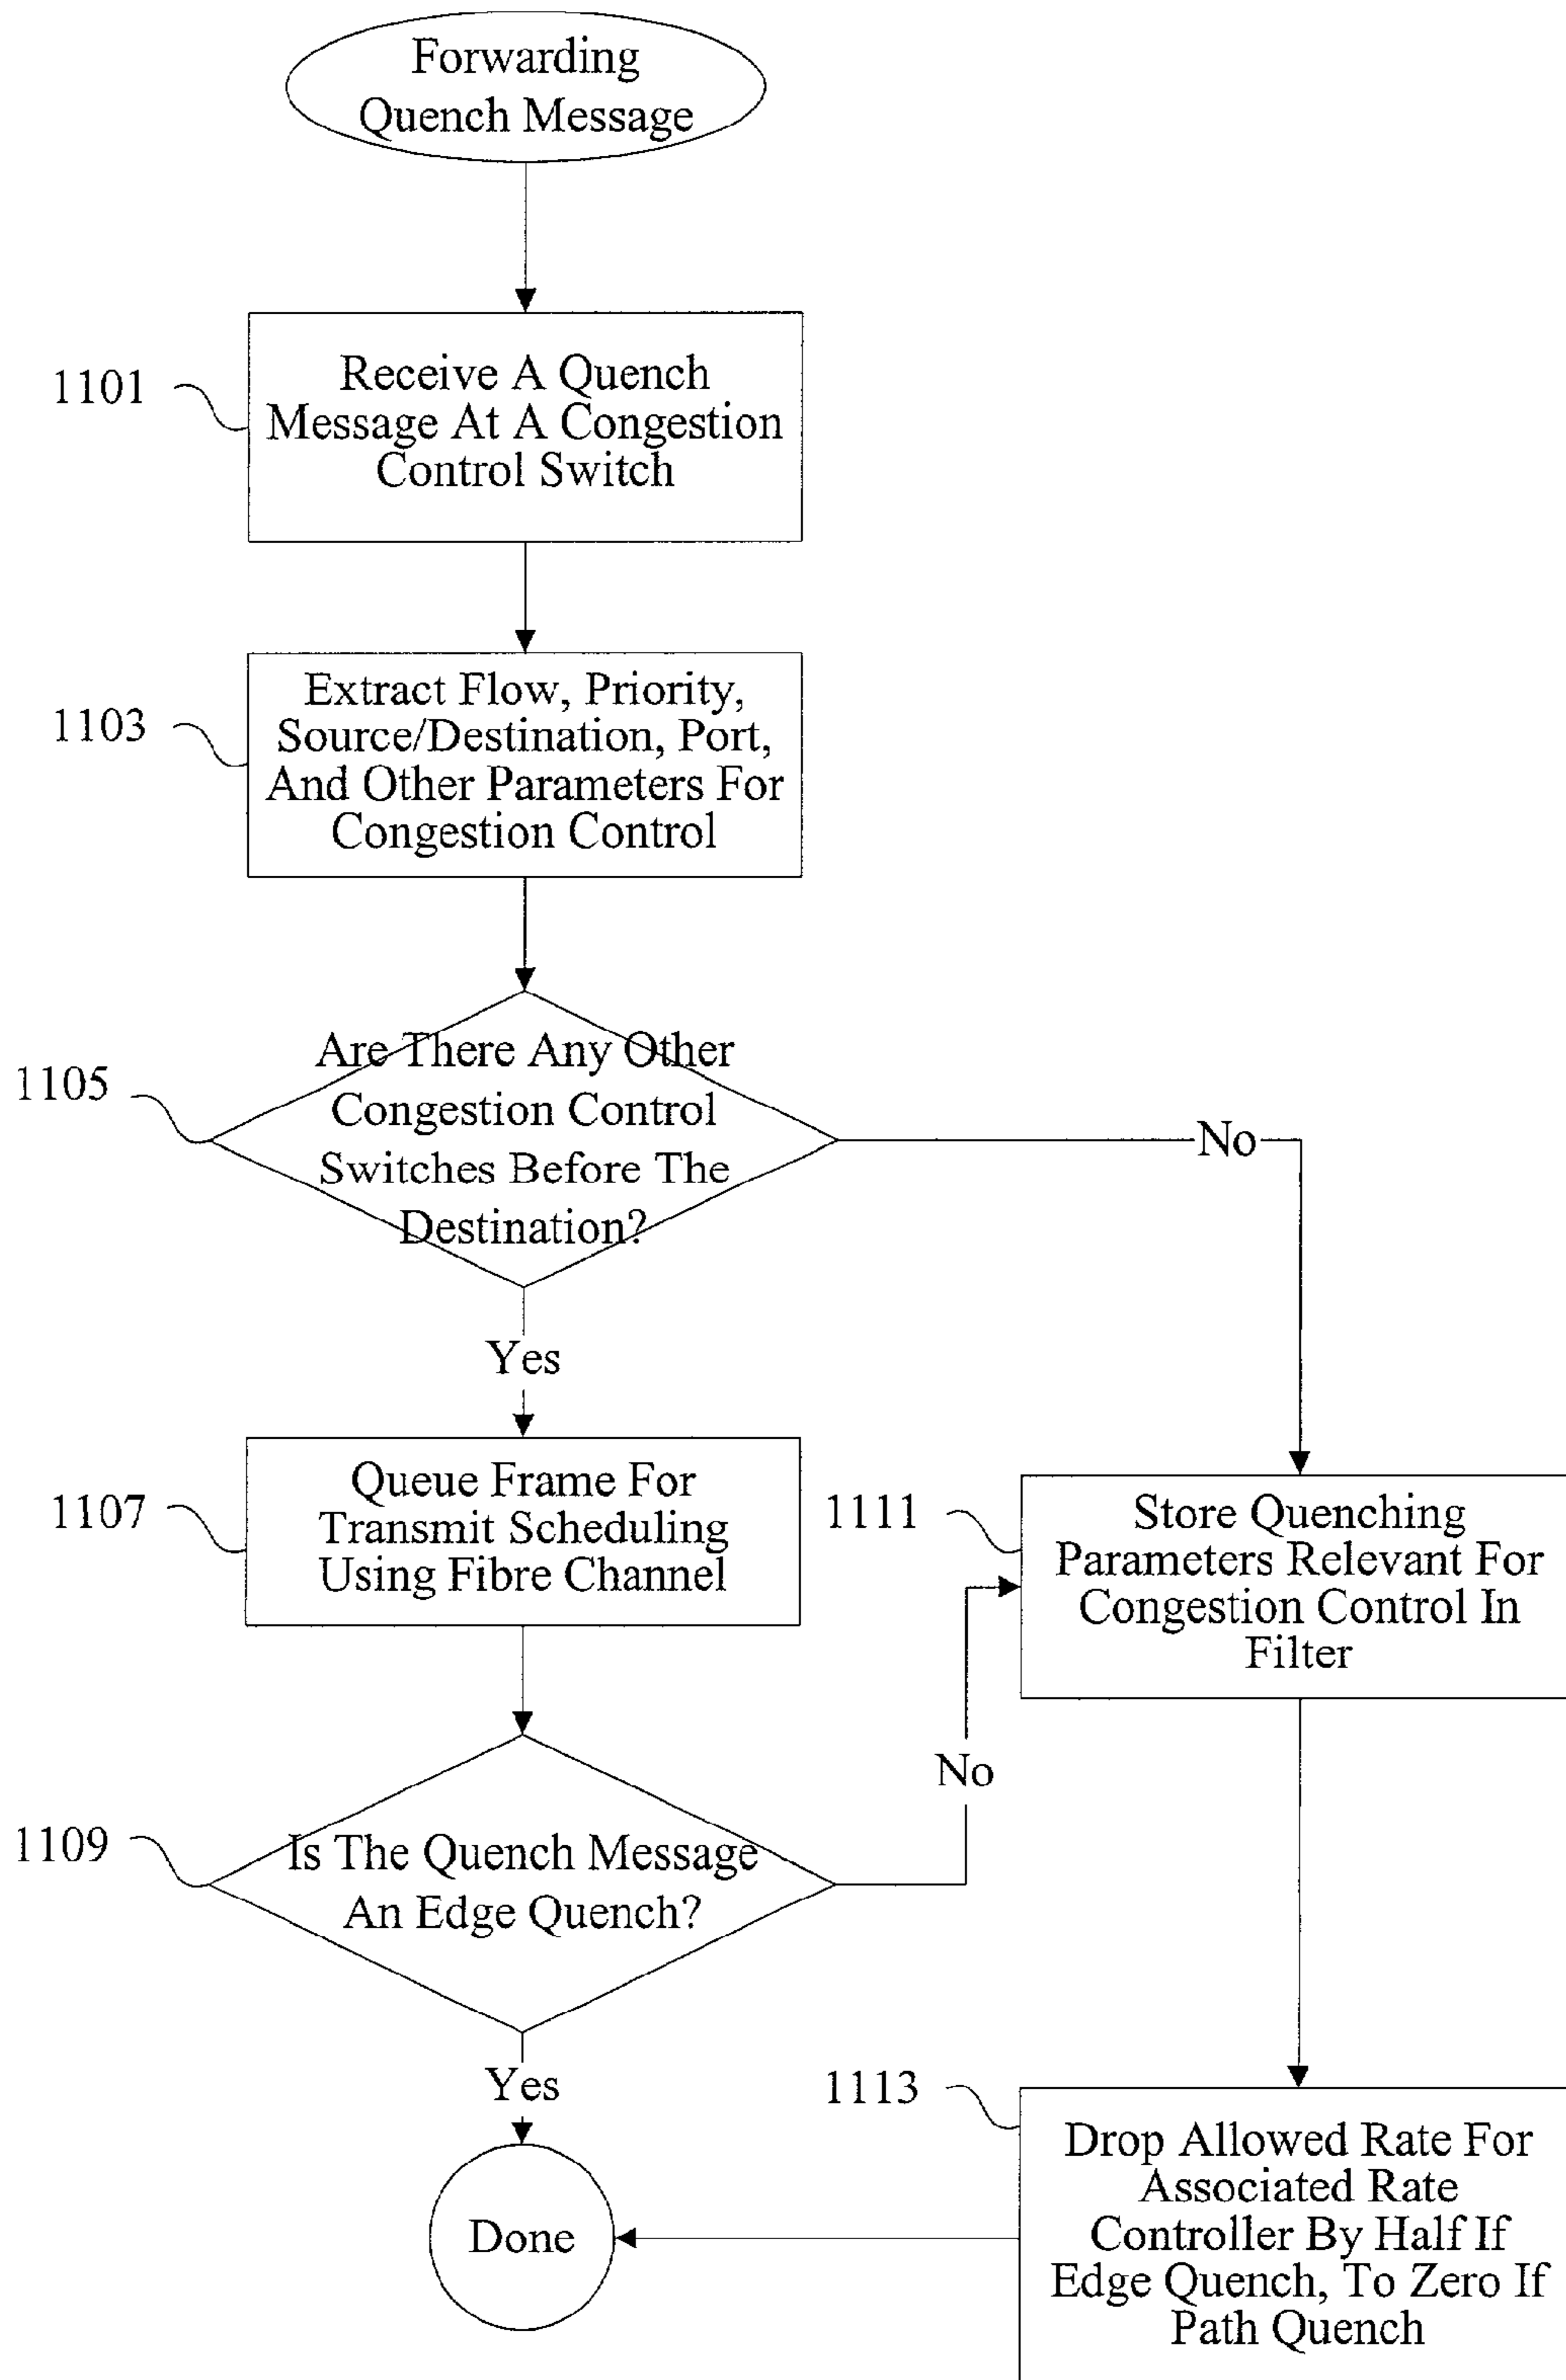 Forwarding
Quench Message
1101
Receive A Quench
Message At A Congestion
Control Switch
1103
Extract Flow, Priority,
Source/Destination, Port,
And Other Parameters For
Congestion Control
1105
Are There Any Other
Congestion Control
Switches Before The
Destination?
No
Yes
1107
Queue Frame For
Transmit Scheduling
Using Fibre Channel
1111
Store Quenching
Parameters Relevant For
Congestion Control In
Filter
No
1109
Is The Quench Message
An Edge Quench?
Yes
1113
Drop Allowed Rate For
Associated Rate
Controller By Half If
Edge Quench, To Zero If
Path Quench
Done